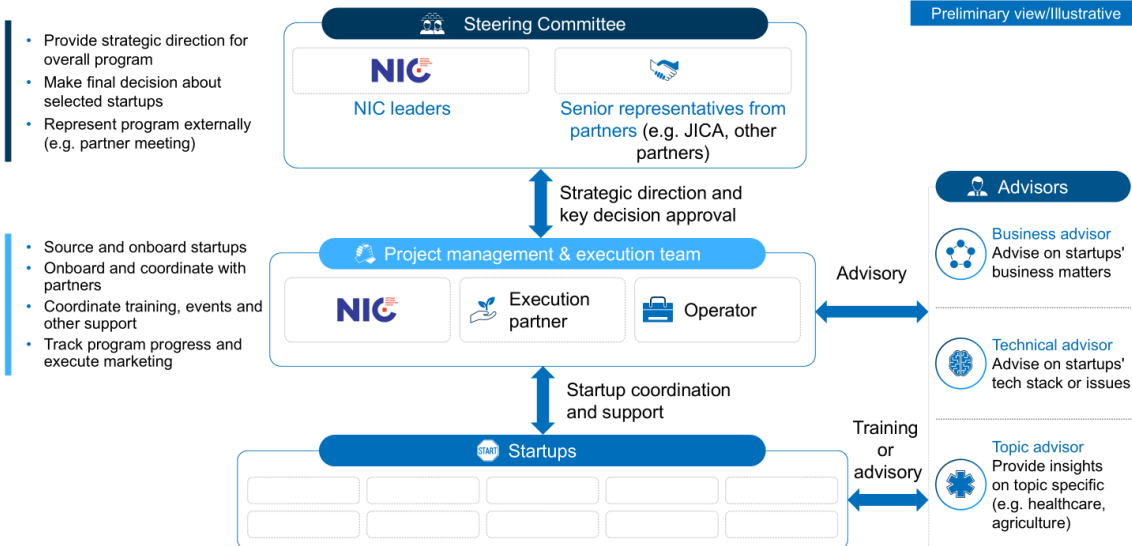 Preliminary view/Illustrative
Steering Committee
• Provide strategic direction for
overall program
• Make final decision about
selected startups
• Represent program externally
(e.g. partner meeting)
NIC
NIC leaders
Senior representatives from
partners (e.g. JICA, other
partners)
Strategic direction and
key decision approval
Project management & execution team
• Source and onboard startups
• Onboard and coordinate with
partners
• Coordinate training, events and
other support
• Track program progress and
execute marketing
NIC
Execution
partner
Operator
Advisory
Startup coordination
and support
START
Startups
Training
or
advisory
Advisors
Business advisor
Advise on startups'
business matters
Technical advisor
Advise on startups'
tech stack or issues
Topic advisor
Provide insights
on topic specific
(e.g. healthcare,
agriculture)